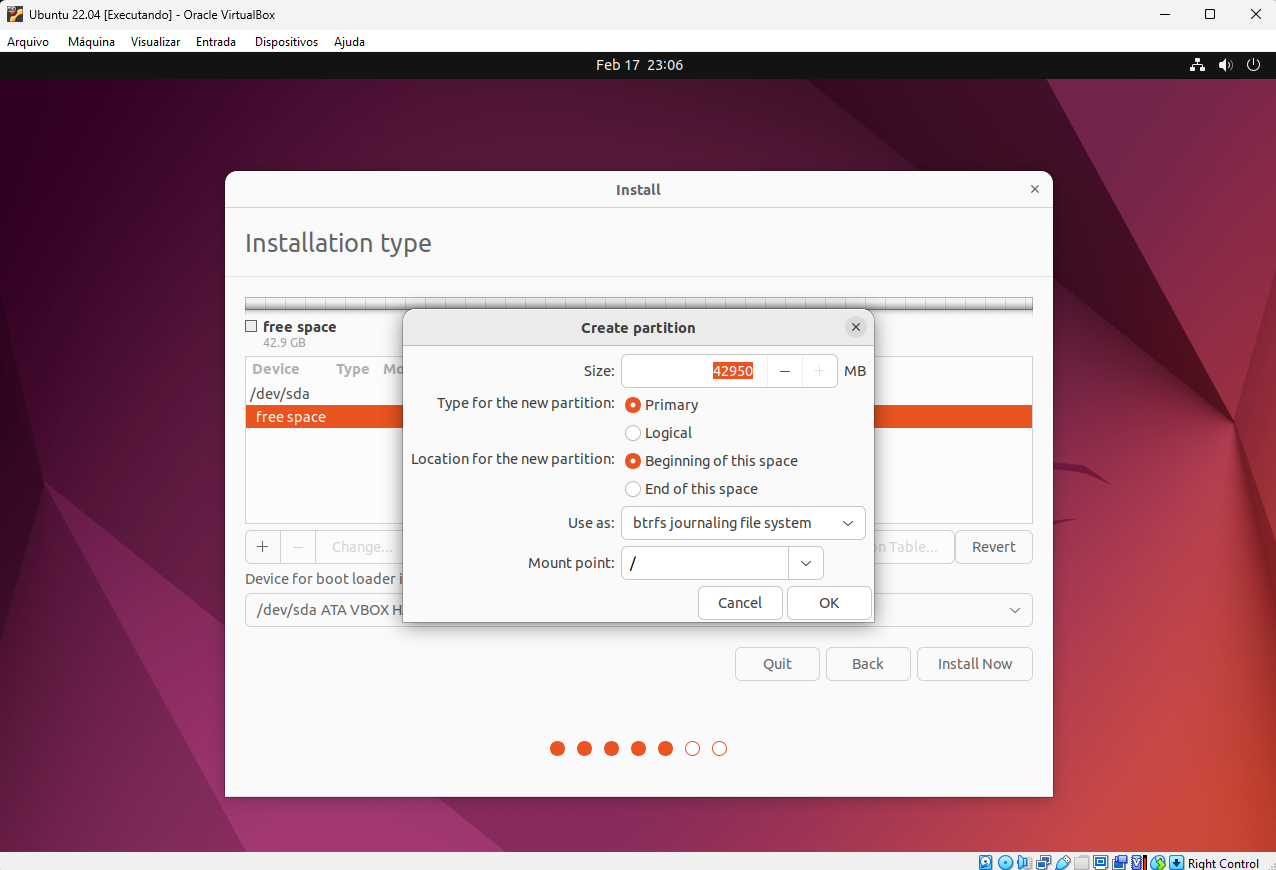 Ubuntu 22.04 [Executando] - Oracle VirtualBox
Arquivo Máquina Visualizar Entrada Dispositivos Ajuda
Feb 17 23:06
Install
Installation type
free space
42.9 GB
Device Type Mo
/dev/sda
free space
Create partition
Size: 42950 MB
Type for the new partition: Primary
Logical
Location for the new partition: Beginning of this space
End of this space
Use as: btrfs journaling file system
Mount point: /
Cancel OK
+ – Change... on Table... Revert
Device for boot loader i
/dev/sda ATA VBOX H
Quit Back Install Now
Right Control